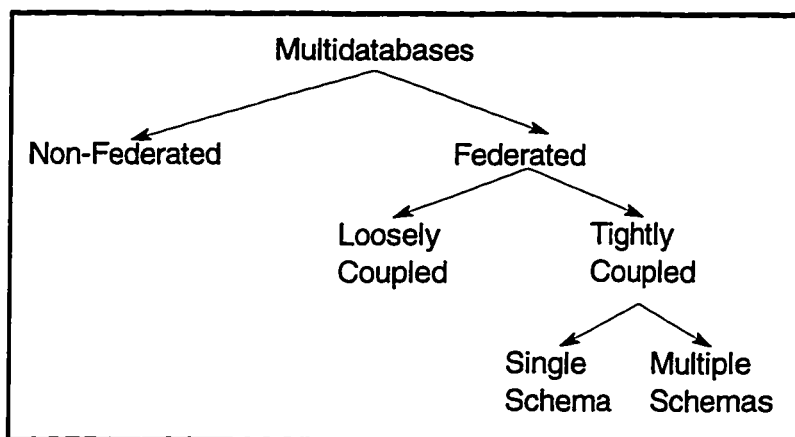 Multidatabases
Non-Federated
Federated
Loosely
Coupled
Tightly
Coupled
Single
Schema
Multiple
Schemas